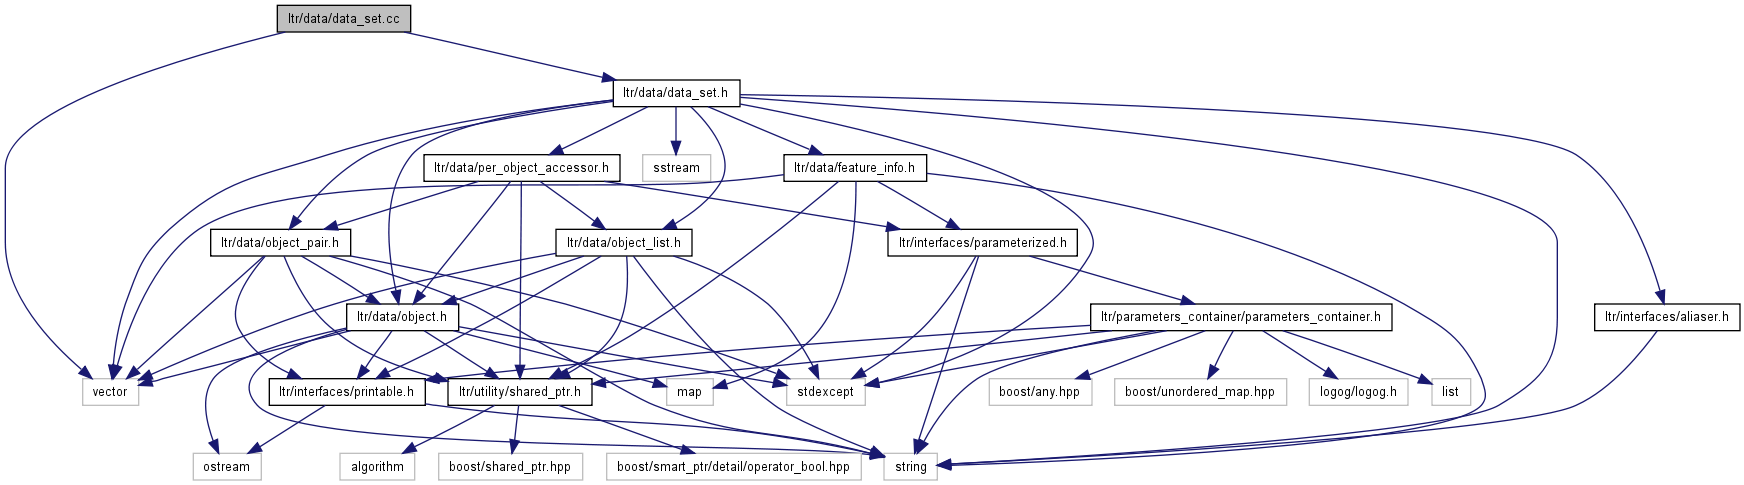 ltr/data/data_set.cc
ltr/data/data_set.h
ltr/data/per_object_accessor.h
sstream
ltr/data/feature_info.h
ltr/data/object_pair.h
ltr/data/object_list.h
ltr/interfaces/parameterized.h
ltr/data/object.h
ltr/parameters_container/parameters_container.h
ltr/interfaces/aliaser.h
vector
ltr/interfaces/printable.h
ltr/utility/shared_ptr.h
map
stdexcept
boost/any.hpp
boost/unordered_map.hpp
logog/logog.h
list
ostream
algorithm
boost/shared_ptr.hpp
boost/smart_ptr/detail/operator_bool.hpp
string